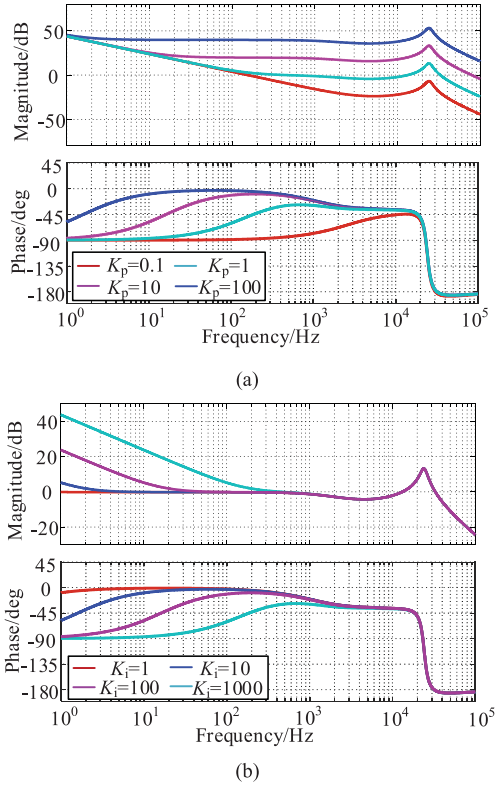 Magnitude/dB
50
0
-50
Phase/deg
45
0
-45
-90
-135
-180
Kp=0.1 Kp=1
Kp=10 Kp=100
10^0 10^1 10^2 10^3 10^4 10^5
Frequency/Hz
(a)
Magnitude/dB
40
20
0
-20
Phase/deg
45
0
-45
-90
-135
-180
Ki=1 Ki=10
Ki=100 Ki=1000
10^0 10^1 10^2 10^3 10^4 10^5
Frequency/Hz
(b)